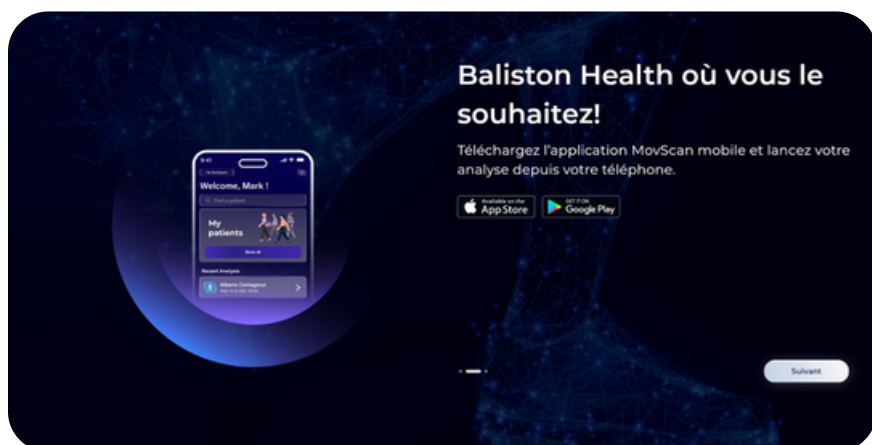 Baliston Health où vous le
souhaitez!
Téléchargez l'application MovScan mobile et lancez votre
analyse depuis votre téléphone.
Available on the
App Store
GET IT ON
Google Play
9:41
Welcome, Mark !
Find a patient
My
patients
Show all
Recent Analysis
Alberto Contagorut
Suivant